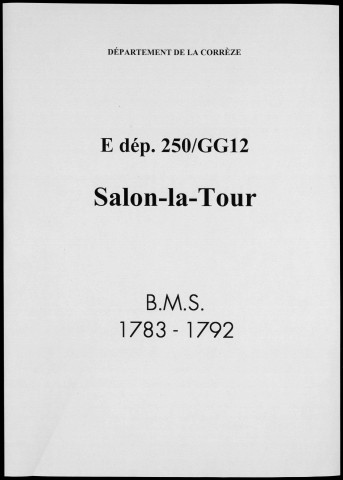 DÉPARTEMENT DE LA CORRÈZE
E dép. 250/GG12
Salon-la-Tour
B.M.S.
1783 - 1792